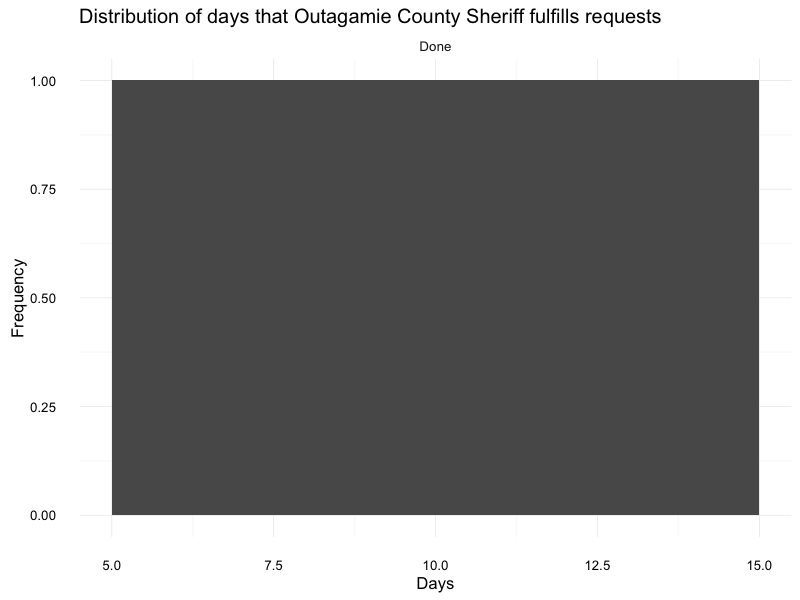 Distribution of days that Outagamie County Sheriff fulfills requests
Done
1.00
0.75
0.50
0.25
0.00
Frequency
5.0 7.5 10.0 12.5 15.0
Days